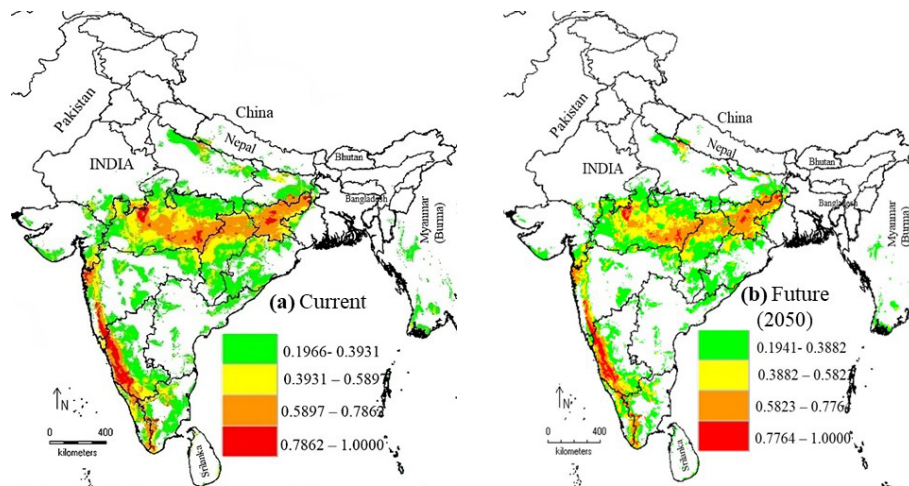 China
Pakistan
Nepal
INDIA
Bhutan
Bangladesh
Myanmar
(Burma)
(a) Current
0.1966- 0.3931
0.3931 – 0.5897
0.5897 - 0.7862
0.7862 – 1.0000
N
0 400
kilometers
Srilanka
China
Pakistan
Nepal
INDIA
Bhutan
Bangladesh
Myanmar
(Burma)
(b) Future
(2050)
0.1941- 0.3882
0.3882 – 0.582
0.5823 – 0.776
0.7764 – 1.0000
N
0 400
kilometers
Srilanka